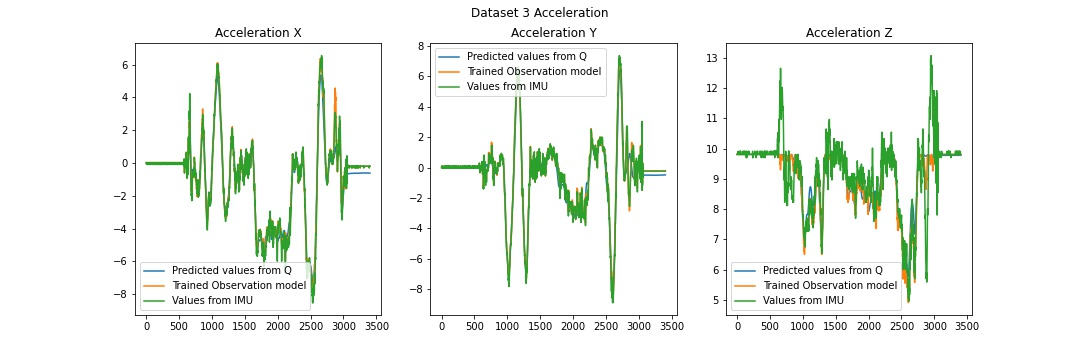 Dataset 3 Acceleration
Acceleration X
6
4
2
0
−2
−4
−6
−8
0 500 1000 1500 2000 2500 3000 3500
Predicted values from Q
Trained Observation model
Values from IMU
Acceleration Y
8
6
4
2
0
−2
−4
−6
−8
0 500 1000 1500 2000 2500 3000 3500
Predicted values from Q
Trained Observation model
Values from IMU
Acceleration Z
13
12
11
10
9
8
7
6
5
0 500 1000 1500 2000 2500 3000 3500
Predicted values from Q
Trained Observation model
Values from IMU